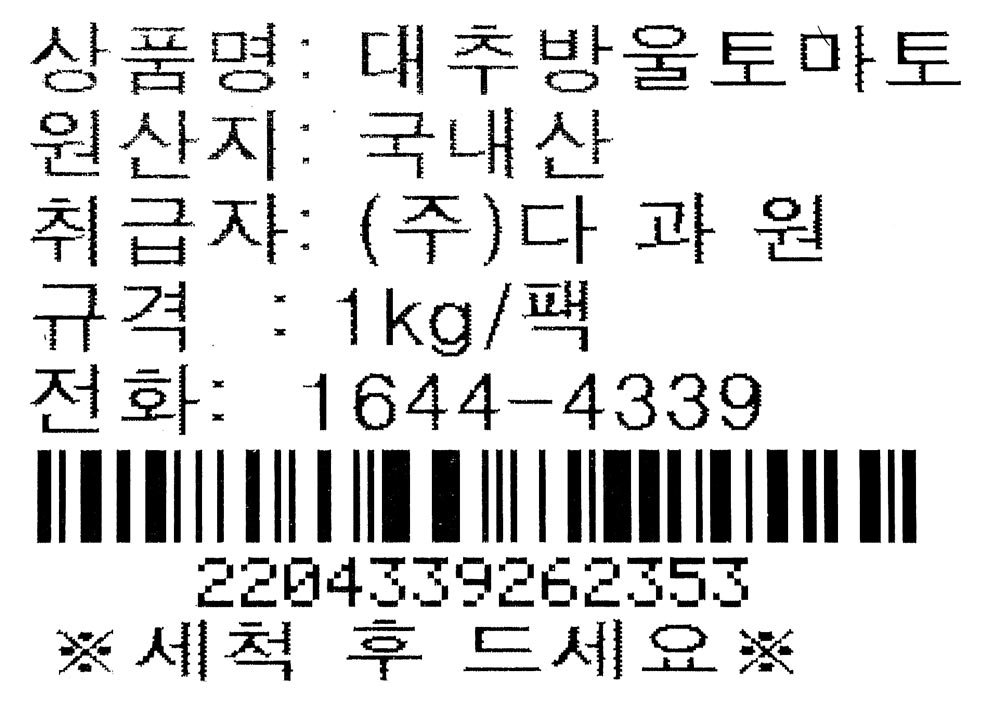 상품명: 대추방울토마토
원산지: 국내산
취급자: (주)다 과 원
규격 : 1kg/팩
전화: 1644-4339
2204339262353
※세척 후 드세요※